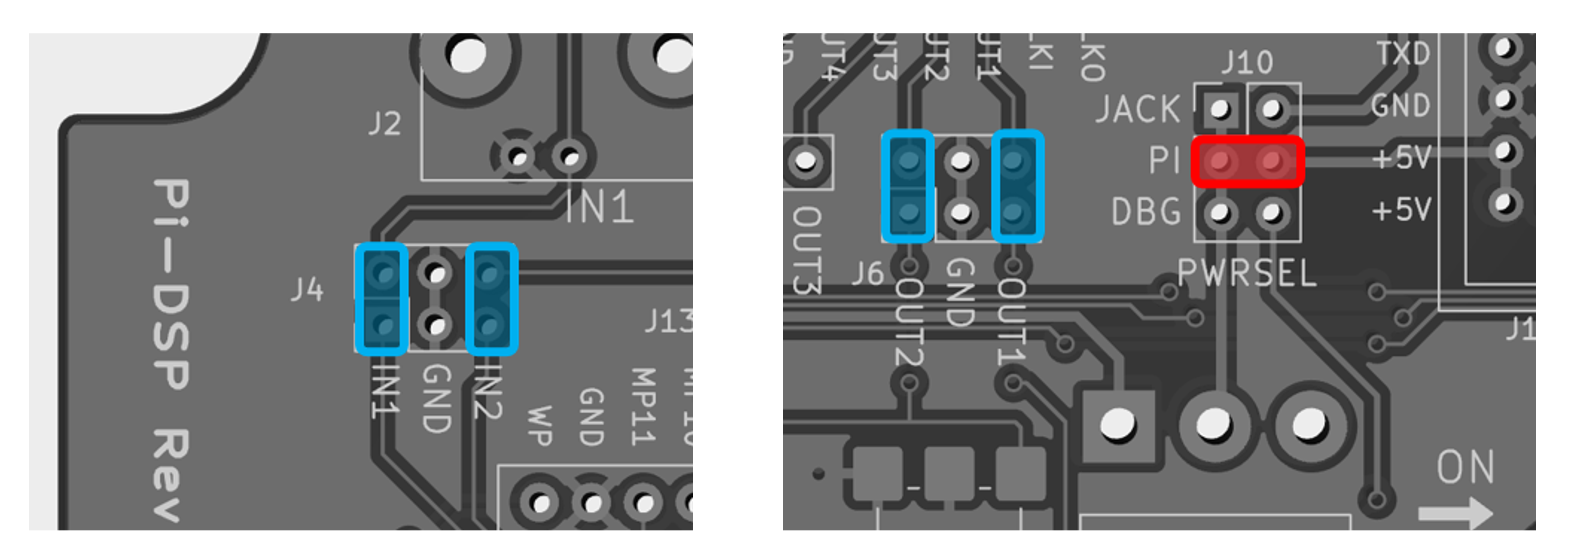 J2
IN1
Pi-DSP Rev
J4
J13
IN1
GND
IN2
WP
GND
MP11
UT4
UT3
UT2
UT1
LKI
LKO
J10
TXD
JACK
GND
PI
+5V
DBG
+5V
PWRSEL
OUT3
J6
OUT2
GND
OUT1
J1
ON